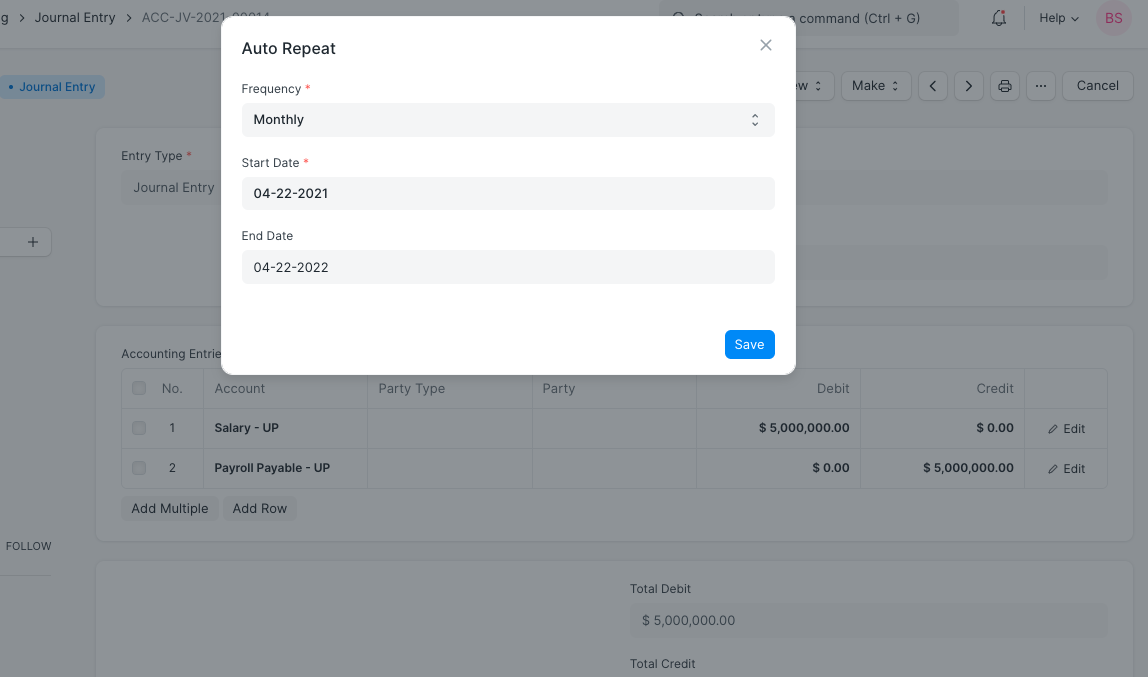 g > Journal Entry > ACC-JV-2021-00014
command (Ctrl + G)
Help
BS
Journal Entry
ew
Make
Cancel
Auto Repeat
Frequency *
Monthly
Start Date *
04-22-2021
End Date
04-22-2022
Save
Entry Type *
Journal Entry
Accounting Entrie
No. Account Party Type Party Debit Credit
1 Salary - UP $ 5,000,000.00 $ 0.00 Edit
2 Payroll Payable - UP $ 0.00 $ 5,000,000.00 Edit
Add Multiple Add Row
FOLLOW
Total Debit
$ 5,000,000.00
Total Credit